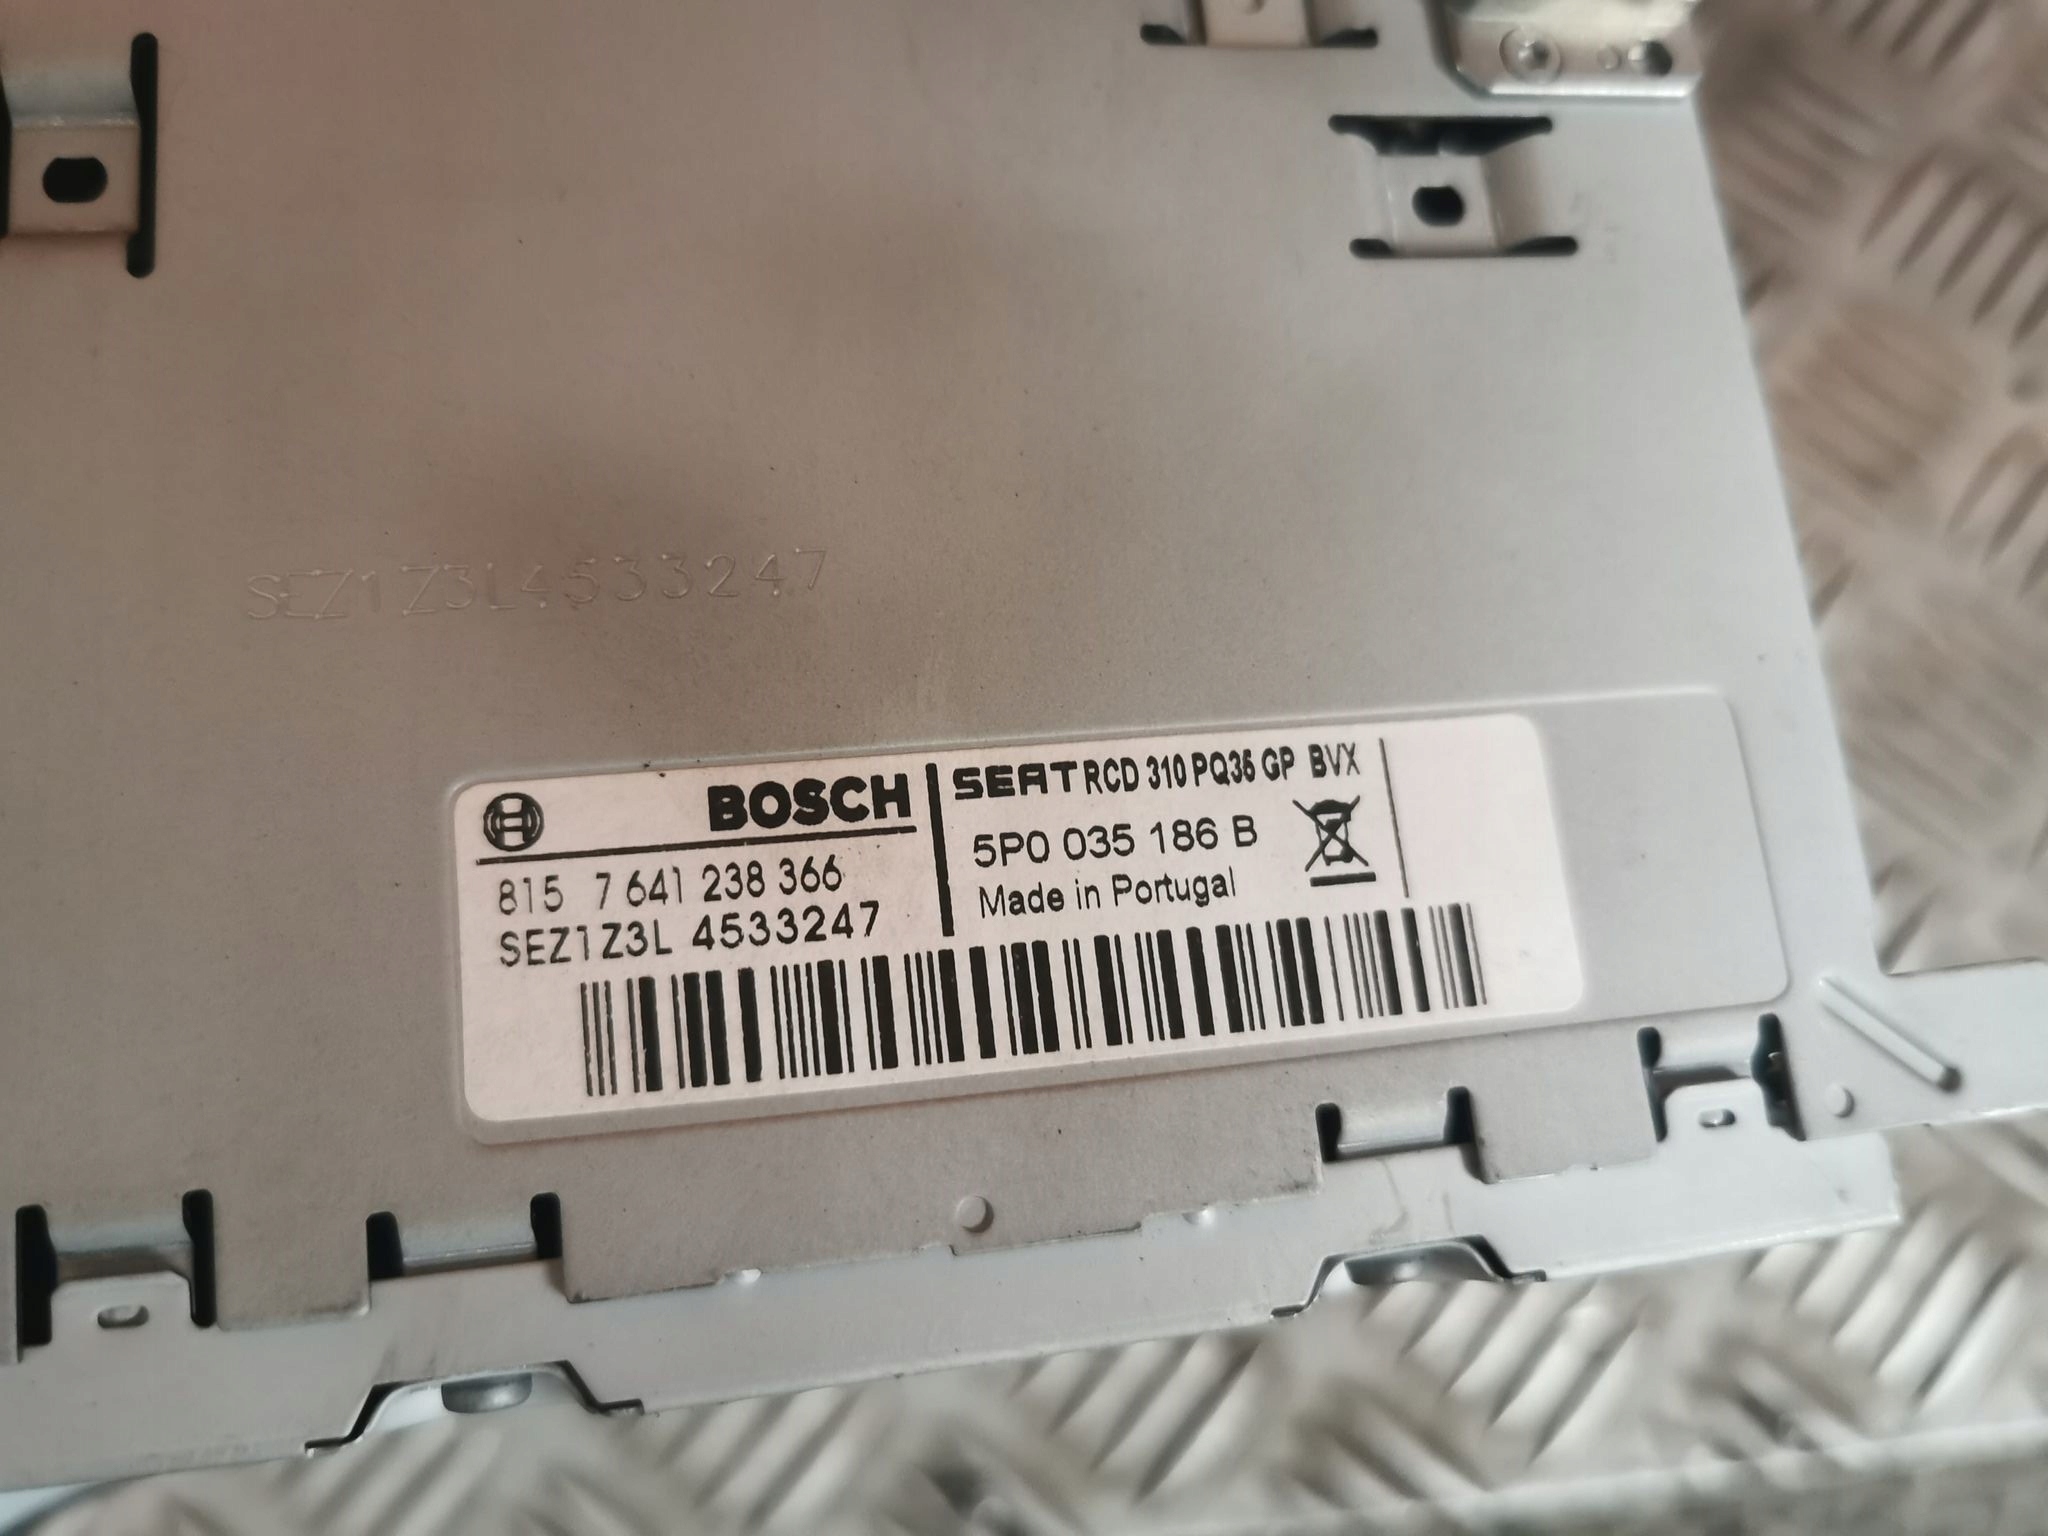 SEZ1Z3L4533247
BOSCH
815 7 641 238 366
SEZ1Z3L 4533247
SEAT RCD 310 PQ35 GP BVX
5P0 035 186 B
Made in Portugal